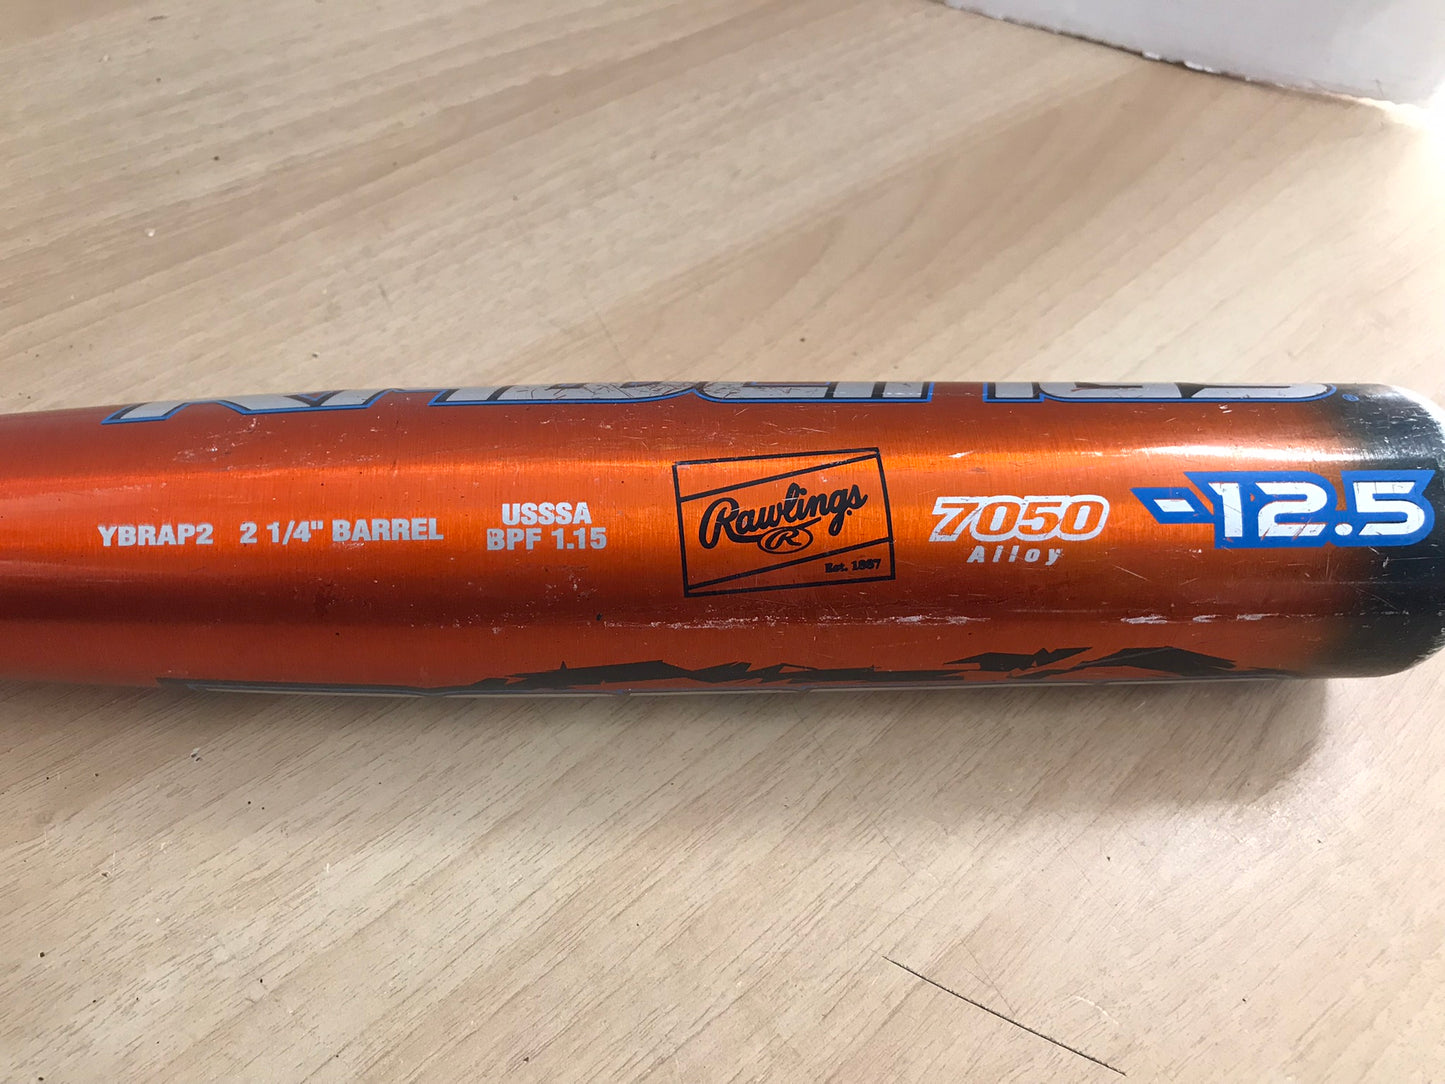 YBRAP2 2 1/4" BARREL
USSSA
BPF 1.15
Rawlings
R
Est. 1887
7050
Alloy
-12.5
®